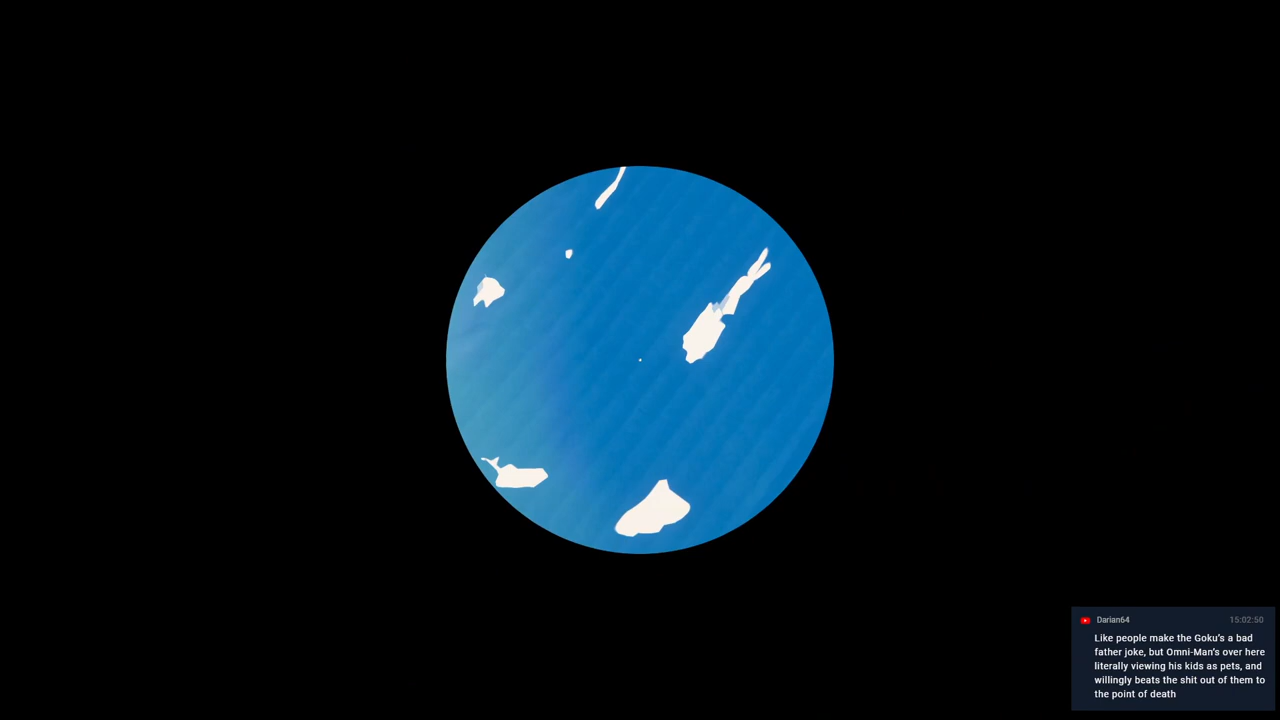 Darian64 15:02:50
Like people make the Goku's a bad
father joke, but Omni-Man's over here
literally viewing his kids as pets, and
willingly beats the shit out of them to
the point of death